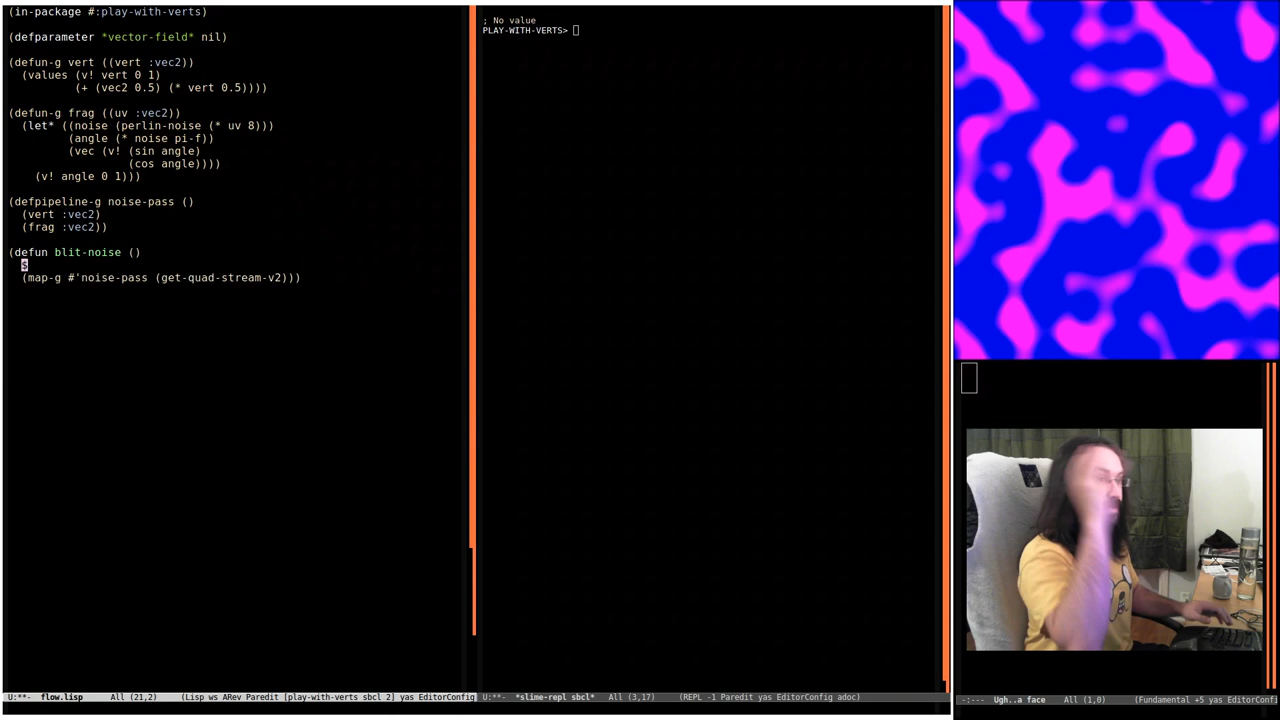 (in-package #:play-with-verts)
(defparameter *vector-field* nil)
(defun-g vert ((vert :vec2))
(values (v! vert 0 1)
(+ (vec2 0.5) (* vert 0.5))))
(defun-g frag ((uv :vec2))
(let* ((noise (perlin-noise (* uv 8)))
(angle (* noise pi-f))
(vec (v! (sin angle)
(cos angle))))
(v! angle 0 1)))
(defpipeline-g noise-pass ()
(vert :vec2)
(frag :vec2))
(defun blit-noise ()
$
(map-g #'noise-pass (get-quad-stream-v2)))
U:**- flow.lisp All (21,2) (Lisp ws ARev Paredit [play-with-verts sbcl 2] yas EditorConfig
; No value
PLAY-WITH-VERTS>
U:**- *slime-repl sbcl* All (3,17) (REPL -1 Paredit yas EditorConfig adoc)
-:--- Ugh..a face All (1,0) (Fundamental +5 yas EditorConfi